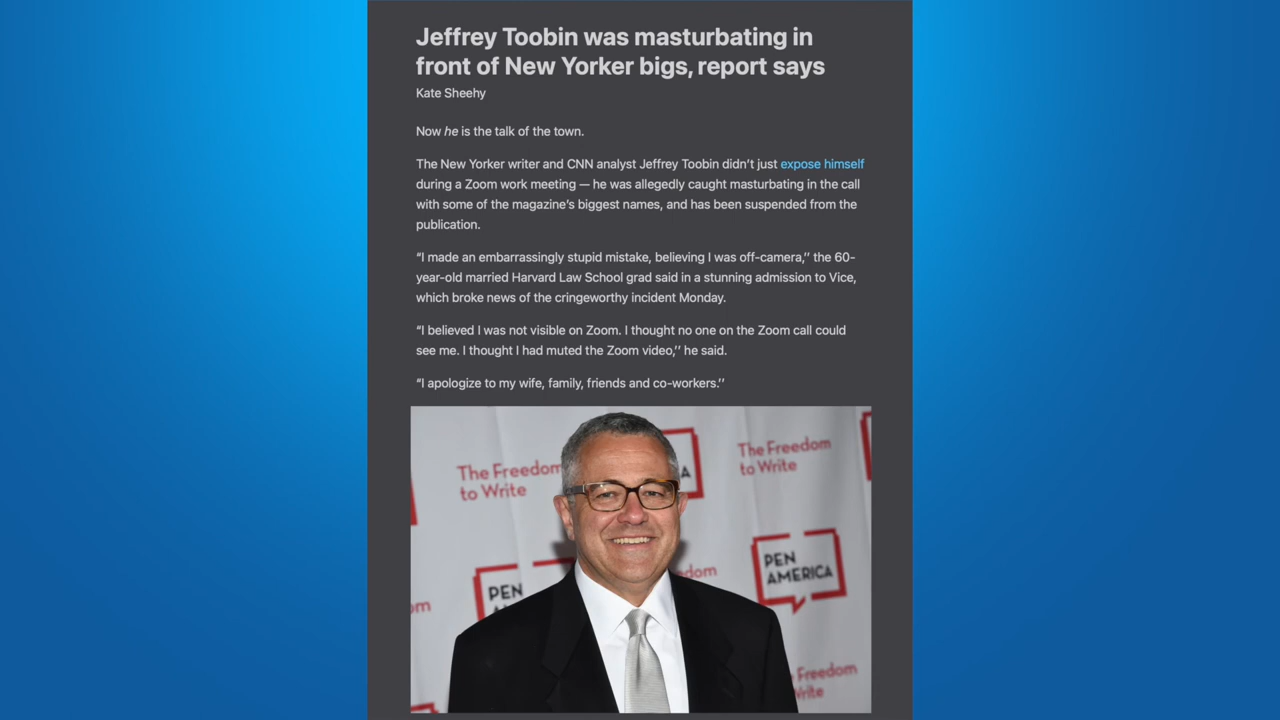 Jeffrey Toobin was masturbating in
front of New Yorker bigs, report says
Kate Sheehy
Now he is the talk of the town.
The New Yorker writer and CNN analyst Jeffrey Toobin didn’t just expose himself
during a Zoom work meeting — he was allegedly caught masturbating in the call
with some of the magazine’s biggest names, and has been suspended from the
publication.
“I made an embarrassingly stupid mistake, believing I was off-camera,’’ the 60-
year-old married Harvard Law School grad said in a stunning admission to Vice,
which broke news of the cringeworthy incident Monday.
“I believed I was not visible on Zoom. I thought no one on the Zoom call could
see me. I thought I had muted the Zoom video,’’ he said.
“I apologize to my wife, family, friends and co-workers.’’
The Freedom
to Write
The Freedom
to Write
PEN
PEN
AMERICA
The Freedom